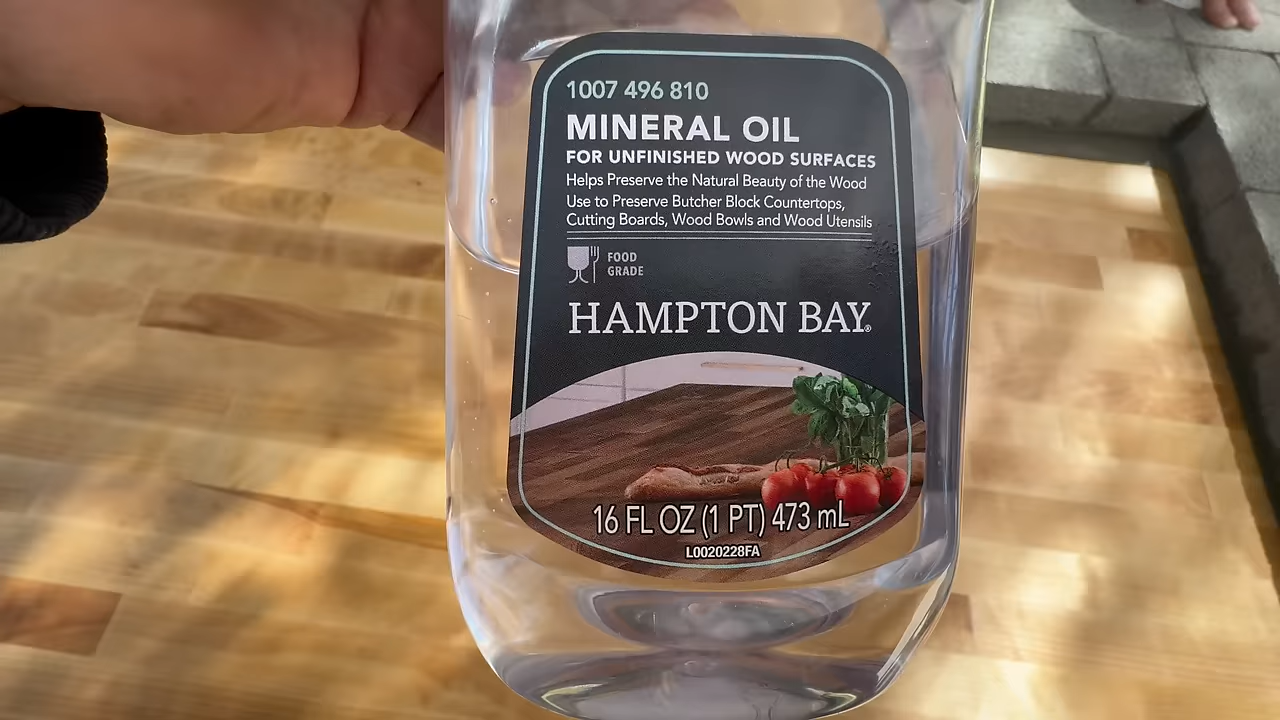 1007 496 810
MINERAL OIL
FOR UNFINISHED WOOD SURFACES
Helps Preserve the Natural Beauty of the Wood
Use to Preserve Butcher Block Countertops,
Cutting Boards, Wood Bowls and Wood Utensils
FOOD
GRADE
HAMPTON BAY®
16 FL OZ (1 PT) 473 mL
L0020228FA